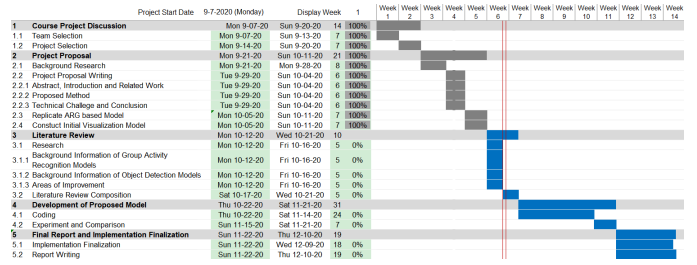 Project Start Date 9-7-2020 (Monday) Display Week 1 Week 1 Week 2 Week 3 Week 4 Week 5 Week 6 Week 7 Week 8 Week 9 Week 10 Week 11 Week 12 Week 13 Week 14
1 Course Project Discussion Mon 9-07-20 Sun 9-20-20 14 100%
1.1 Team Selection Mon 9-07-20 Sun 9-13-20 7 100%
1.2 Project Selection Mon 9-14-20 Sun 9-20-20 7 100%
2 Project Proposal Mon 9-21-20 Sun 10-11-20 21 100%
2.1 Background Research Mon 9-21-20 Mon 9-28-20 8 100%
2.2 Project Proposal Writing Tue 9-29-20 Sun 10-04-20 6 100%
2.2.1 Abstract, Introduction and Related Work Tue 9-29-20 Sun 10-04-20 6 100%
2.2.2 Proposed Method Tue 9-29-20 Sun 10-04-20 6 100%
2.2.3 Technical Challege and Conclusion Tue 9-29-20 Sun 10-04-20 6 100%
2.3 Replicate ARG based Model Mon 10-05-20 Sun 10-11-20 7 100%
2.4 Constuct Initial Visualization Model Mon 10-05-20 Sun 10-11-20 7 100%
3 Literature Review Mon 10-12-20 Wed 10-21-20 10
3.1 Research Mon 10-12-20 Fri 10-16-20 5 0%
3.1.1 Background Information of Group Activity
Recognition Models Mon 10-12-20 Fri 10-16-20 5 0%
3.1.2 Background Information of Object Detection Models Mon 10-12-20 Fri 10-16-20 5 0%
3.1.3 Areas of Improvement Mon 10-12-20 Fri 10-16-20 5 0%
3.2 Literature Review Composition Sat 10-17-20 Wed 10-21-20 5 0%
4 Development of Proposed Model Thu 10-22-20 Sat 11-21-20 31
4.1 Coding Thu 10-22-20 Sat 11-14-20 24 0%
4.2 Experiment and Comparison Sun 11-15-20 Sat 11-21-20 7 0%
5 Final Report and Implementation Finalization Sun 11-22-20 Thu 12-10-20 19
5.1 Implementation Finalization Sun 11-22-20 Wed 12-09-20 18 0%
5.2 Report Writing Sun 11-22-20 Thu 12-10-20 19 0%